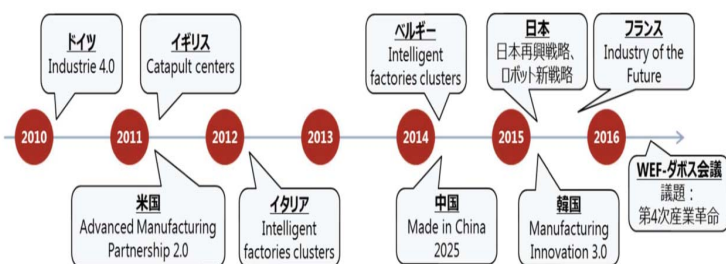 ドイツ
Industrie 4.0
イギリス
Catapult centers
ベルギー
Intelligent
factories clusters
日本
日本再興戦略、
ロボット新戦略
フランス
Industry of the
Future
2010
2011
2012
2013
2014
2015
2016
米国
Advanced Manufacturing
Partnership 2.0
イタリア
Intelligent
factories clusters
中国
Made in China
2025
韓国
Manufacturing
Innovation 3.0
WEF-ダボス会議
議題：
第4次産業革命